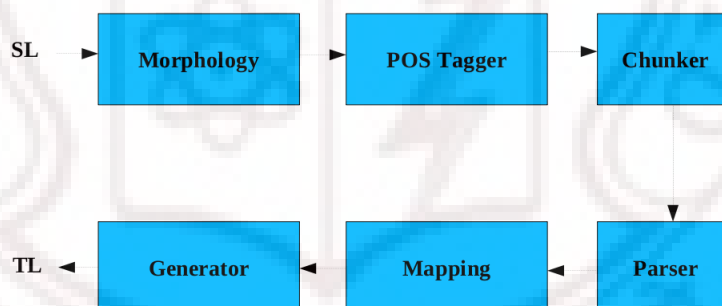 SL
Morphology
POS Tagger
Chunker
TL
Generator
Mapping
Parser